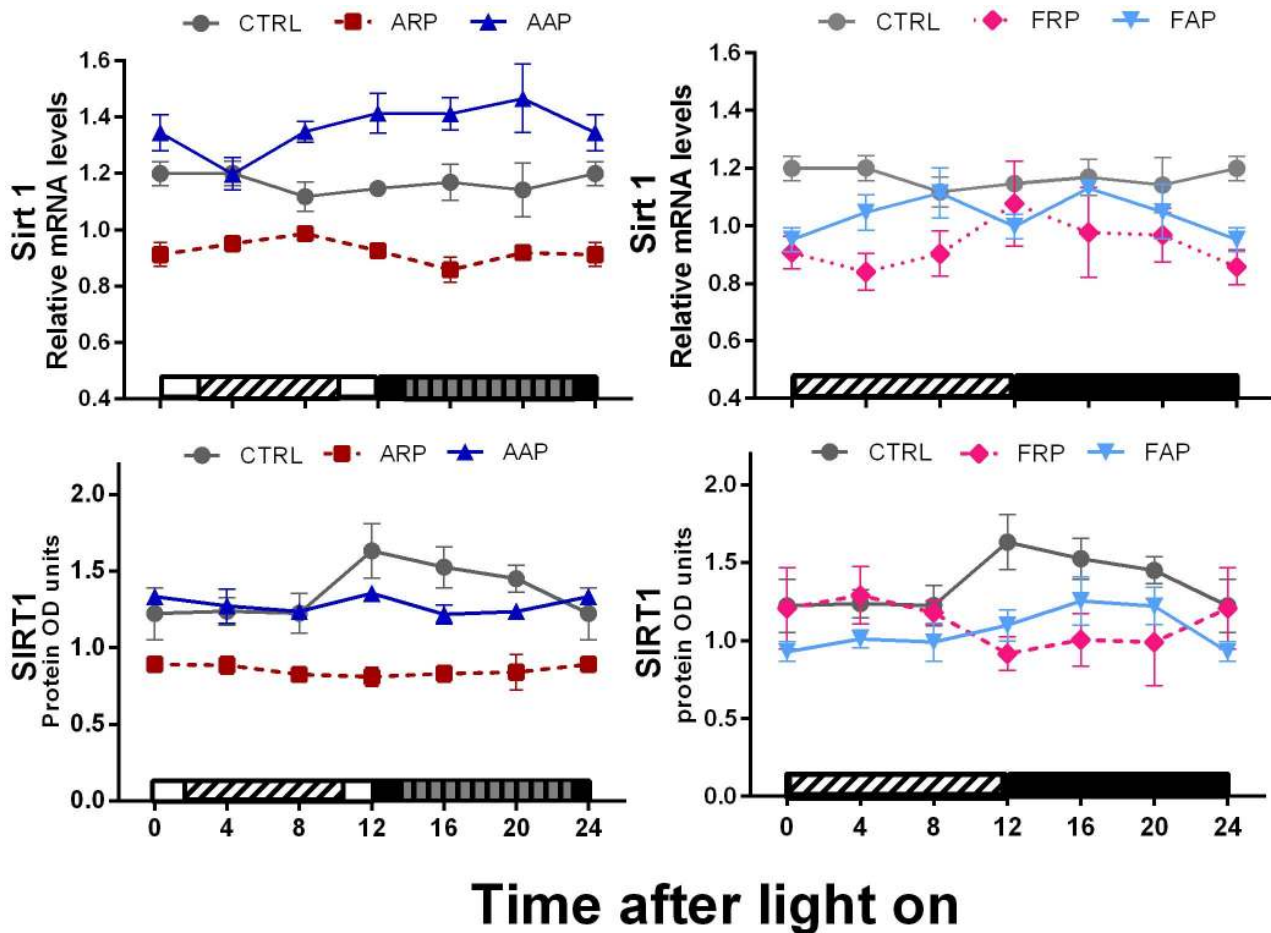 CTRL ARP AAP
Sirt 1
Relative mRNA levels
1.6
1.4
1.2
1.0
0.8
0.6
0.4
CTRL FRP FAP
Sirt 1
Relative mRNA levels
1.6
1.4
1.2
1.0
0.8
0.6
0.4
CTRL ARP AAP
SIRT1
Protein OD units
2.0
1.5
1.0
0.5
0.0
0 4 8 12 16 20 24
CTRL FRP FAP
SIRT1
protein OD units
2.0
1.5
1.0
0.5
0.0
0 4 8 12 16 20 24
Time after light on